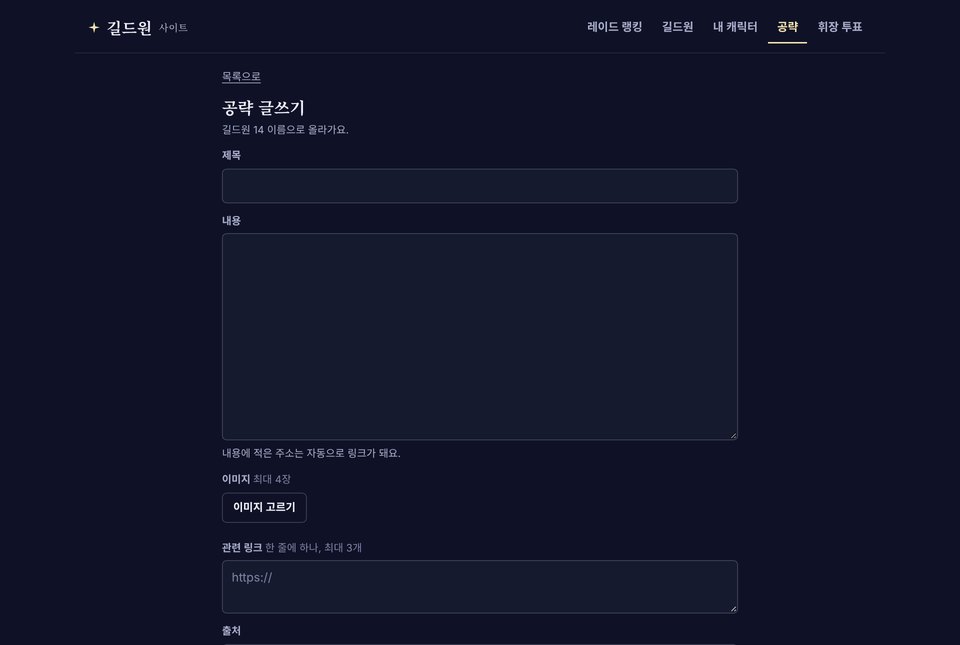 길드원 사이트
레이드 랭킹 길드원 내 캐릭터 공략 휘장 투표
목록으로
공략 글쓰기
길드원 14 이름으로 올라가요.
제목
내용
내용에 적은 주소는 자동으로 링크가 돼요.
이미지 최대 4장
이미지 고르기
관련 링크 한 줄에 하나, 최대 3개
https://
출처